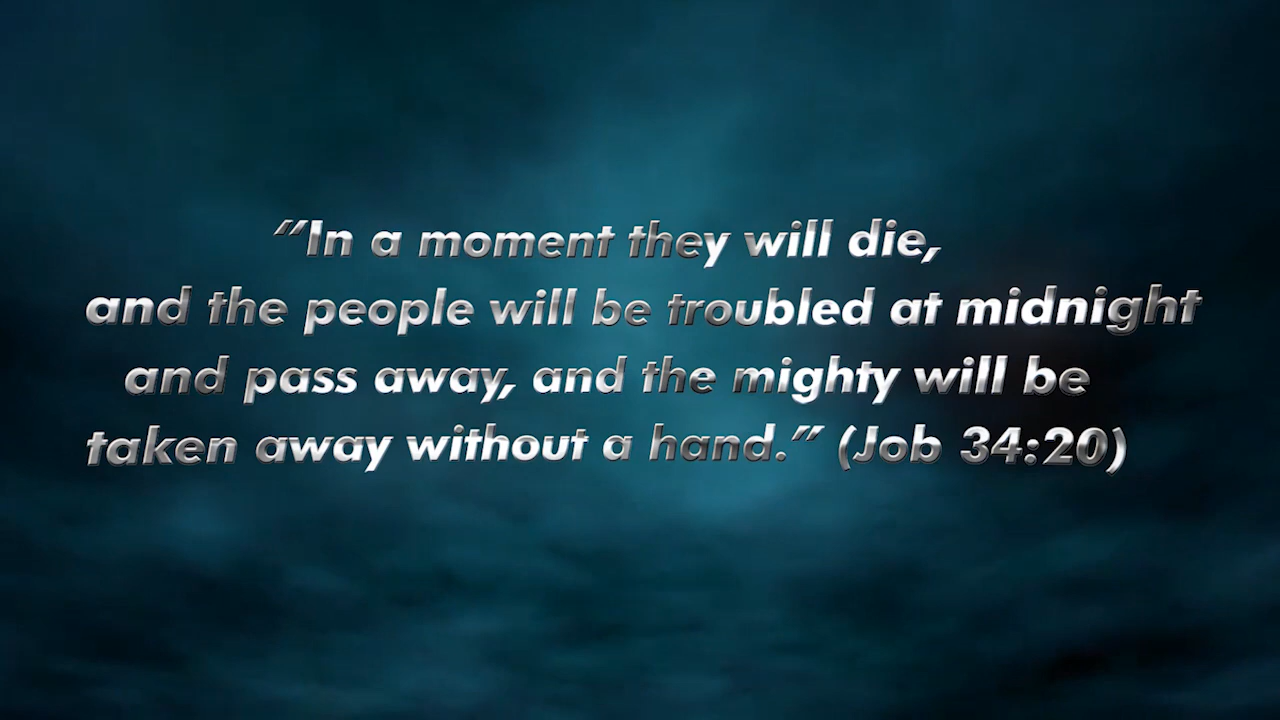 “In a moment they will die,
and the people will be troubled at midnight
and pass away, and the mighty will be
taken away without a hand.” (Job 34:20)